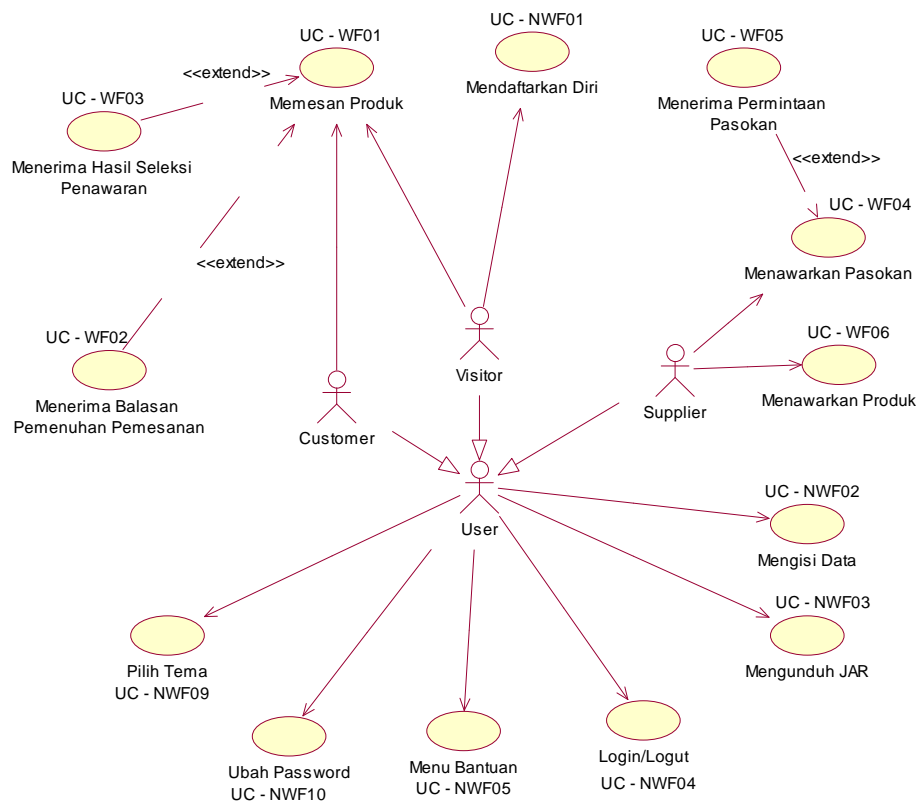 UC - WF01
Memesan Produk
UC - NWF01
Mendaftarkan Diri
UC - WF05
Menerima Permintaan
Pasokan
<<extend>>
UC - WF03
Menerima Hasil Seleksi
Penawaran
<<extend>>
UC - WF04
Menawarkan Pasokan
<<extend>>
UC - WF02
Menerima Balasan
Pemenuhan Pemesanan
Customer
Visitor
Supplier
UC - WF06
Menawarkan Produk
User
UC - NWF02
Mengisi Data
UC - NWF03
Mengunduh JAR
Pilih Tema
UC - NWF09
Ubah Password
UC - NWF10
Menu Bantuan
UC - NWF05
Login/Logut
UC - NWF04